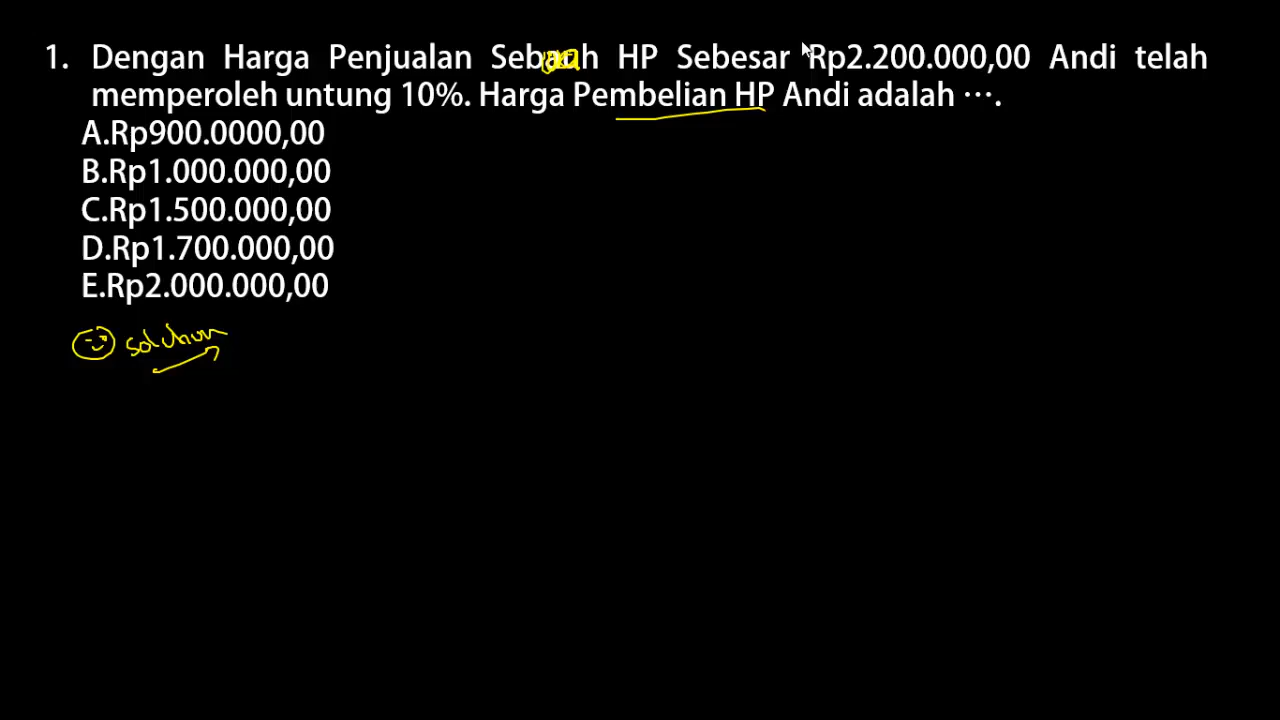 1. Dengan Harga Penjualan Sebuah HP Sebesar Rp2.200.000,00 Andi telah
memperoleh untung 10%. Harga Pembelian HP Andi adalah ⋯.
A.Rp900.0000,00
B.Rp1.000.000,00
C.Rp1.500.000,00
D.Rp1.700.000,00
E.Rp2.000.000,00
solution